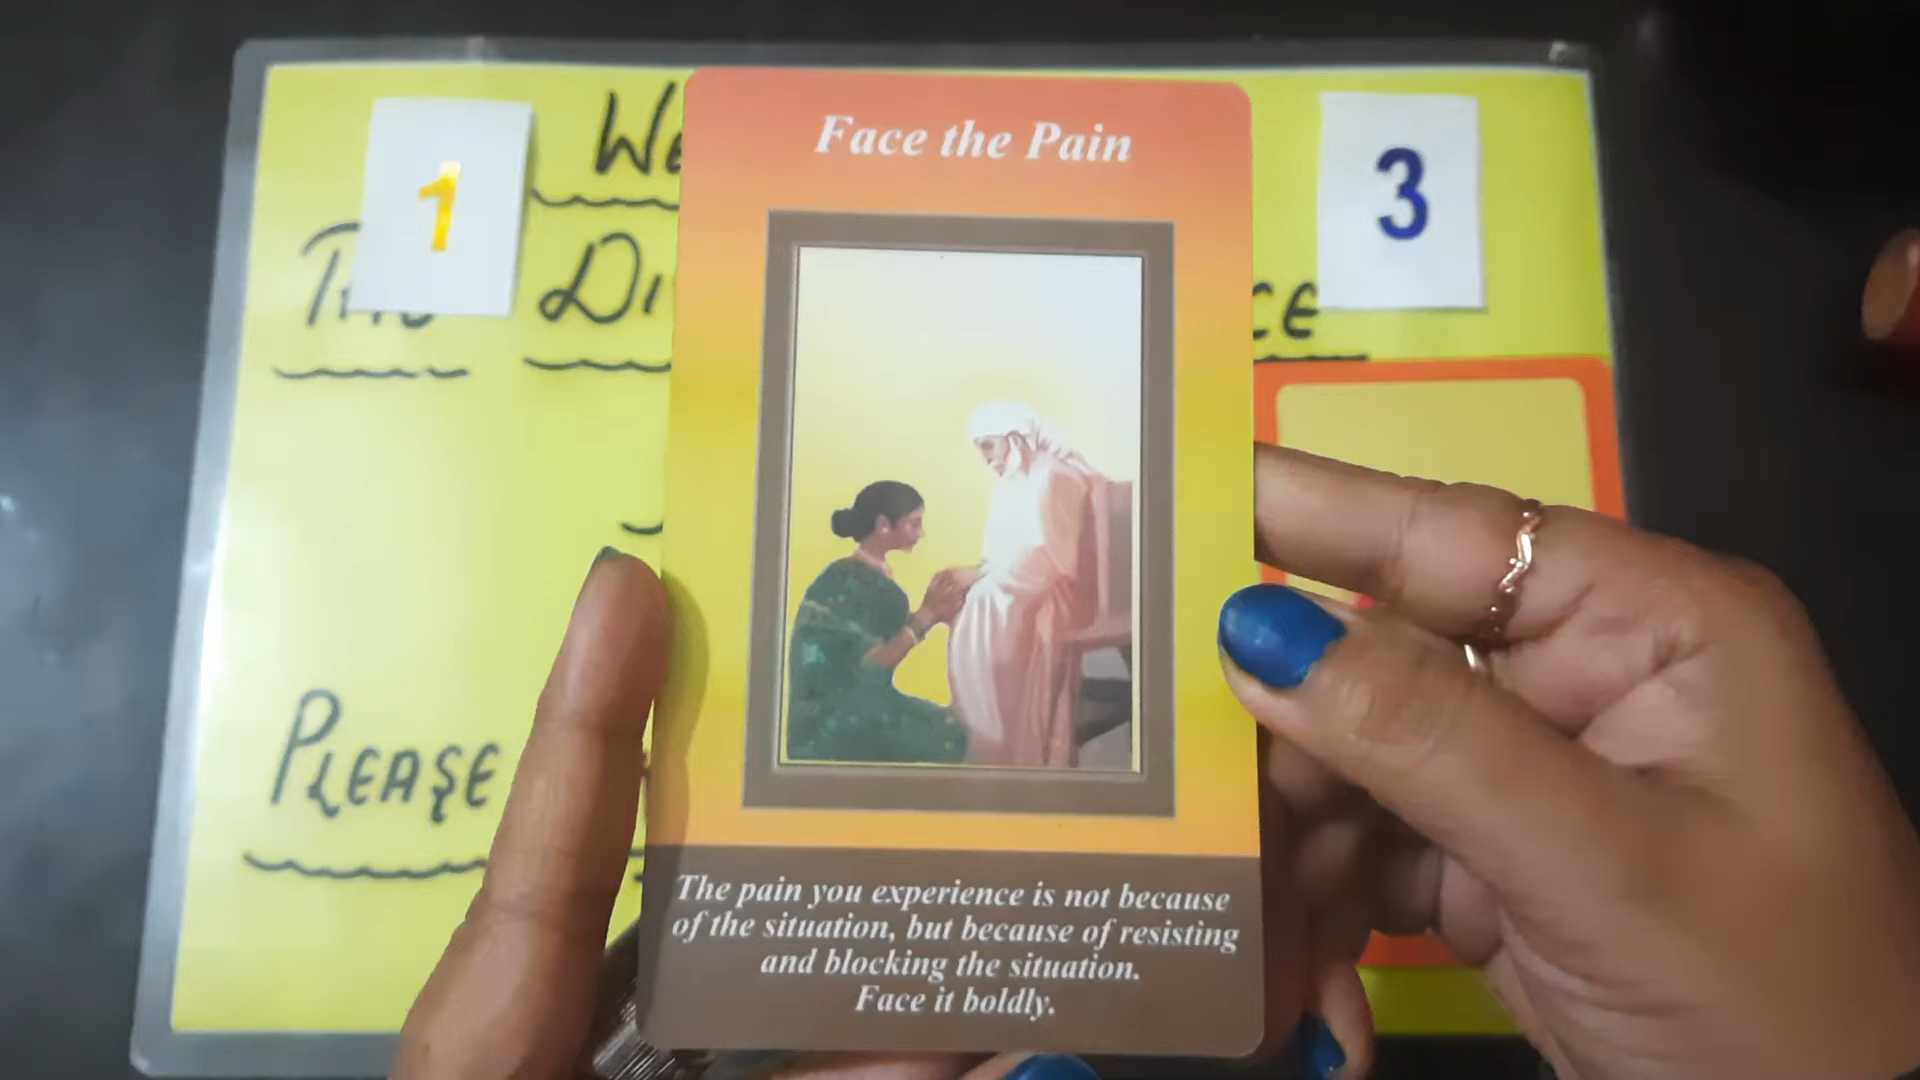 Face the Pain
1
3
We
Di
CE
PLEASE
The pain you experience is not because
of the situation, but because of resisting
and blocking the situation.
Face it boldly.